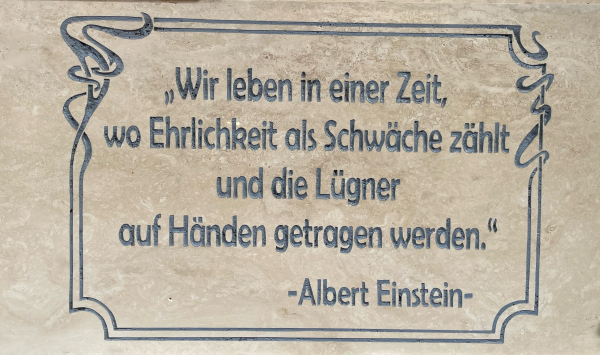 „Wir leben in einer Zeit,
wo Ehrlichkeit als Schwäche zählt
und die Lügner
auf Händen getragen werden.“
-Albert Einstein-